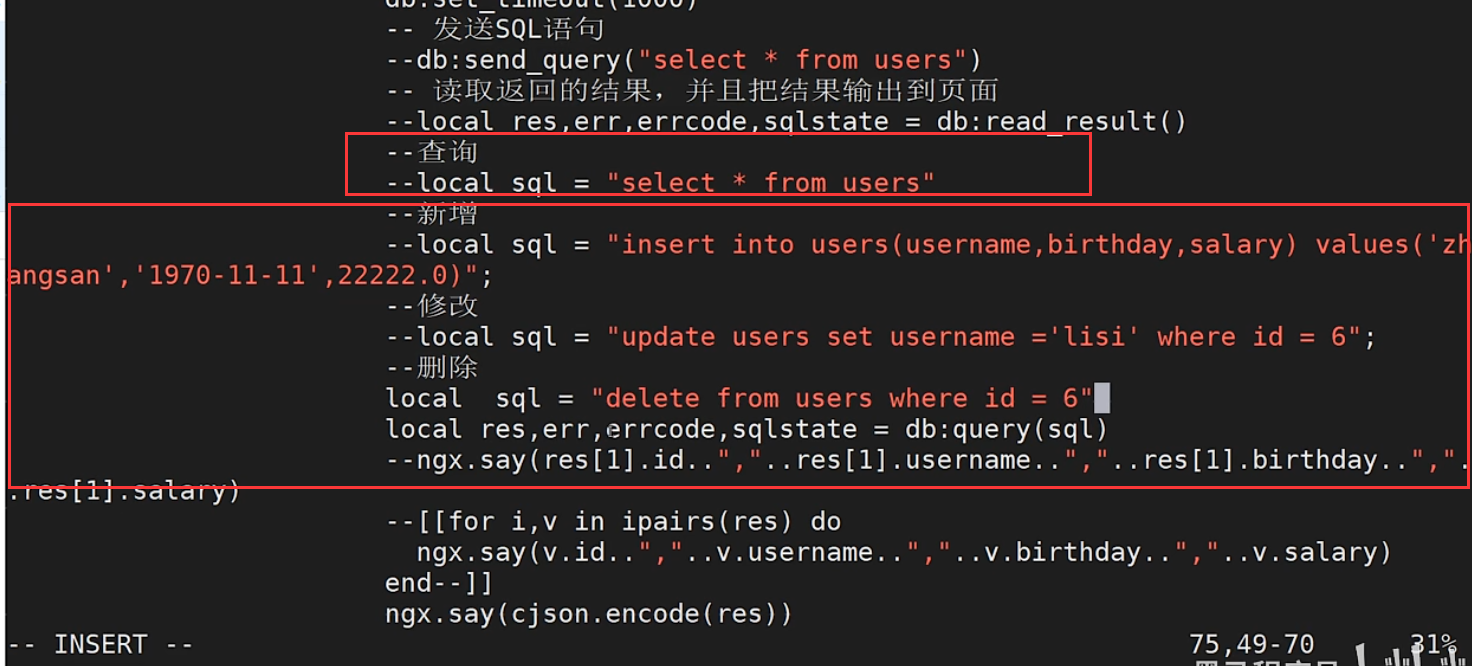 db:set_timeout(1000)
-- 发送SQL语句
--db:send_query("select * from users")
-- 读取返回的结果，并且把结果输出到页面
--local res,err,errcode,sqlstate = db:read_result()
--查询
--local sql = "select * from users"
--新增
--local sql = "insert into users(username,birthday,salary) values('zh
angsan','1970-11-11',22222.0)";
--修改
--local sql = "update users set username ='lisi' where id = 6";
--删除
local  sql = "delete from users where id = 6"
local res,err,errcode,sqlstate = db:query(sql)
--ngx.say(res[1].id..","..res[1].username..","..res[1].birthday..",".
.res[1].salary)
--[[for i,v in ipairs(res) do
  ngx.say(v.id..","..v.username..","..v.birthday..","..v.salary)
end--]]
ngx.say(cjson.encode(res))
-- INSERT -- 75,49-70 31%